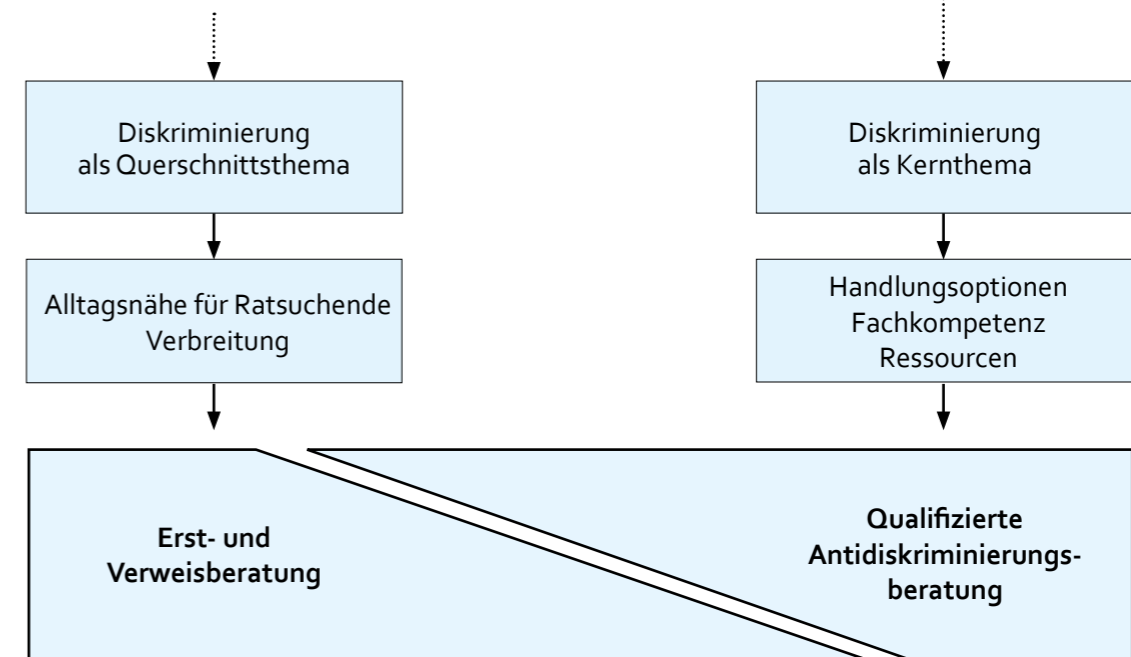 Diskriminierung
als Querschnittsthema
Diskriminierung
als Kernthema
Alltagsnähe für Ratsuchende
Verbreitung
Handlungsoptionen
Fachkompetenz
Ressourcen
Erst- und
Verweisberatung
Qualifizierte
Antidiskriminierungs-
beratung